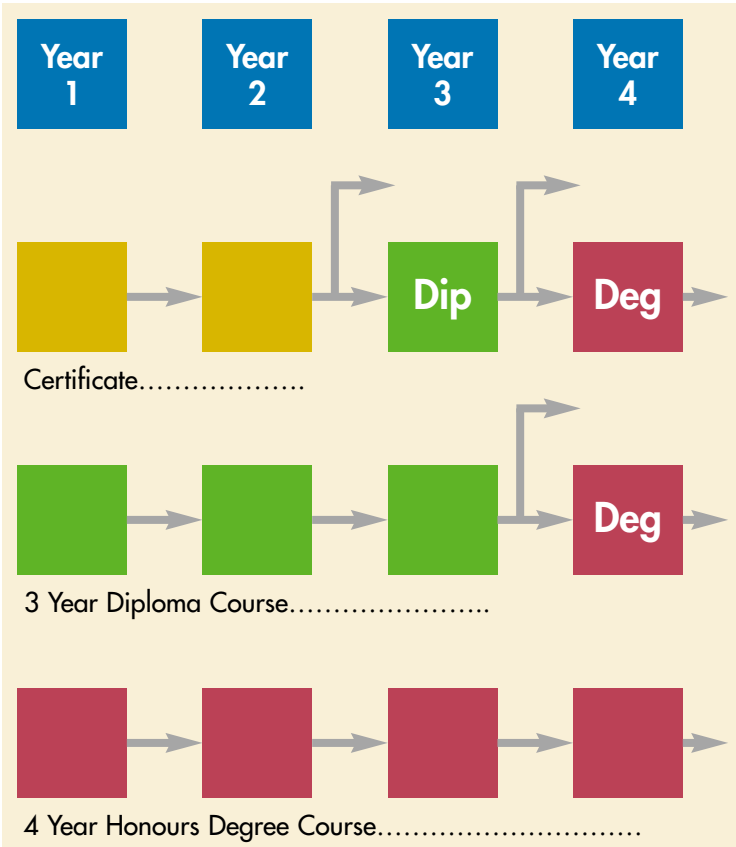 Year
1
Year
2
Year
3
Year
4
Dip
Deg
Certificate...................
Deg
3 Year Diploma Course.......................
4 Year Honours Degree Course..............................